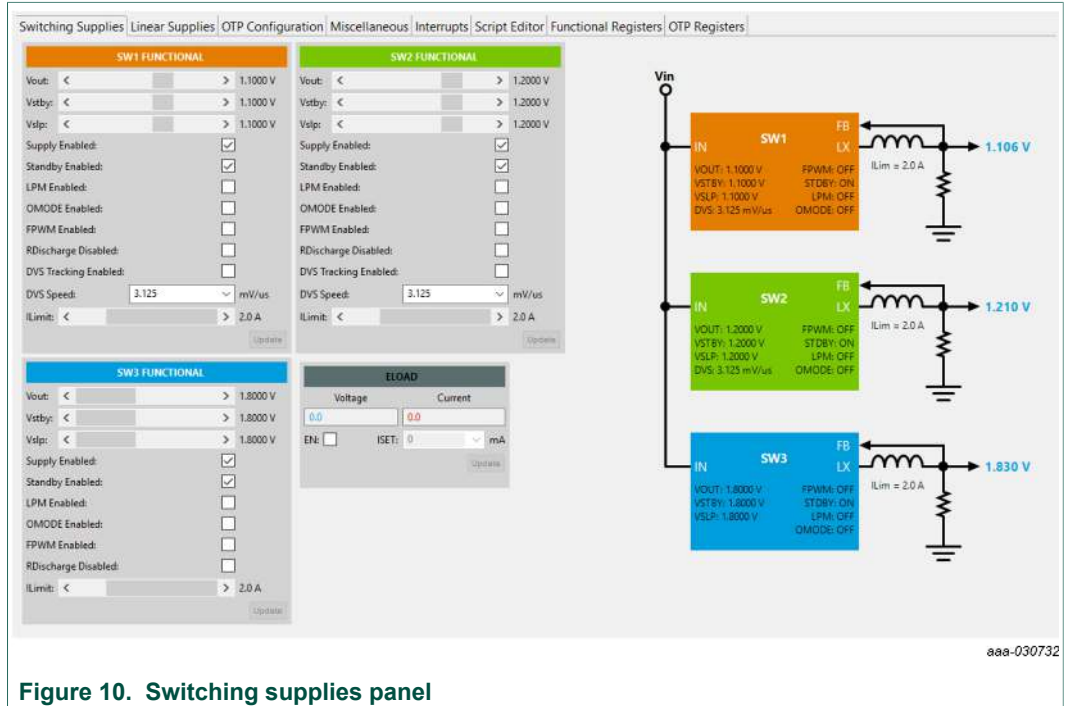 Switching Supplies Linear Supplies OTP Configuration Miscellaneous Interrupts Script Editor Functional Registers OTP Registers
SW1 FUNCTIONAL
Vout: < > 1.1000 V
Vstby: < > 1.1000 V
Vslp: < > 1.1000 V
Supply Enabled:
Standby Enabled:
LPM Enabled:
OMODE Enabled:
FPWM Enabled:
RDischarge Disabled:
DVS Tracking Enabled:
DVS Speed: 3.125 mV/us
ILimit: < > 2.0 A
Update
SW2 FUNCTIONAL
Vout: < > 1.2000 V
Vstby: < > 1.2000 V
Vslp: < > 1.2000 V
Supply Enabled:
Standby Enabled:
LPM Enabled:
OMODE Enabled:
FPWM Enabled:
RDischarge Disabled:
DVS Tracking Enabled:
DVS Speed: 3.125 mV/us
ILimit: < > 2.0 A
Update
SW3 FUNCTIONAL
Vout: < > 1.8000 V
Vstby: < > 1.8000 V
Vslp: < > 1.8000 V
Supply Enabled:
Standby Enabled:
LPM Enabled:
OMODE Enabled:
FPWM Enabled:
RDischarge Disabled:
ILimit: < > 2.0 A
Update
ELOAD
Voltage Current
0.0 0.0
EN: ISET: 0 mA
Update
Vin
SW1 FB
IN LX
VOUT: 1.1000 V FPWM: OFF
VSTBY: 1.1000 V STDBY: ON
VSLP: 1.1000 V LPM: OFF
DVS: 3.125 mV/us OMODE: OFF
ILim = 2.0 A
1.106 V
SW2 FB
IN LX
VOUT: 1.2000 V FPWM: OFF
VSTBY: 1.2000 V STDBY: ON
VSLP: 1.2000 V LPM: OFF
DVS: 3.125 mV/us OMODE: OFF
ILim = 2.0 A
1.210 V
SW3 FB
IN LX
VOUT: 1.8000 V FPWM: OFF
VSTBY: 1.8000 V STDBY: ON
VSLP: 1.8000 V LPM: OFF
OMODE: OFF
ILim = 2.0 A
1.830 V
aaa-030732
Figure 10. Switching supplies panel